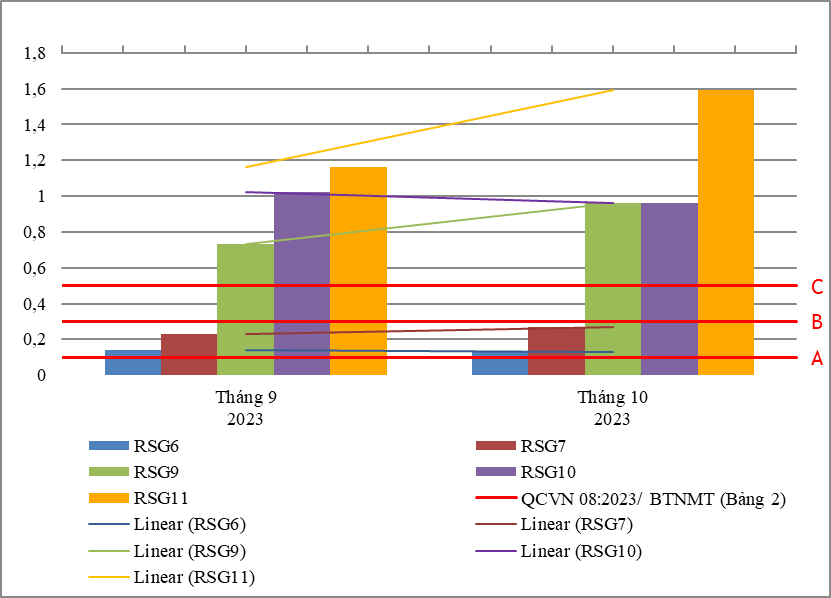 1,8
1,6
1,4
1,2
1
0,8
0,6
0,4
0,2
0
C
B
A
Tháng 9
2023
Tháng 10
2023
RSG6
RSG7
RSG9
RSG10
RSG11
QCVN 08:2023/ BTNMT (Bảng 2)
Linear (RSG6)
Linear (RSG7)
Linear (RSG9)
Linear (RSG10)
Linear (RSG11)